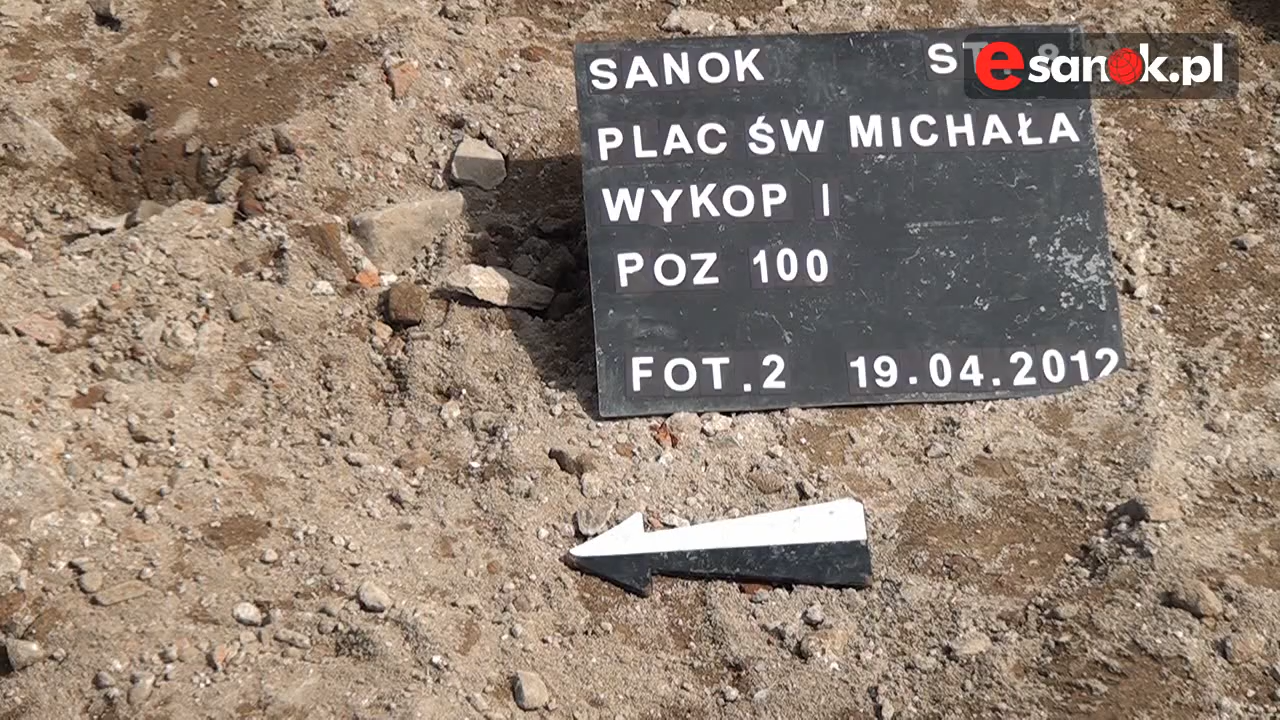 SANOK
esanok.pl
PLAC ŚW MICHAŁA
WYKOP I
POZ 100
FOT.2 19.04.2012